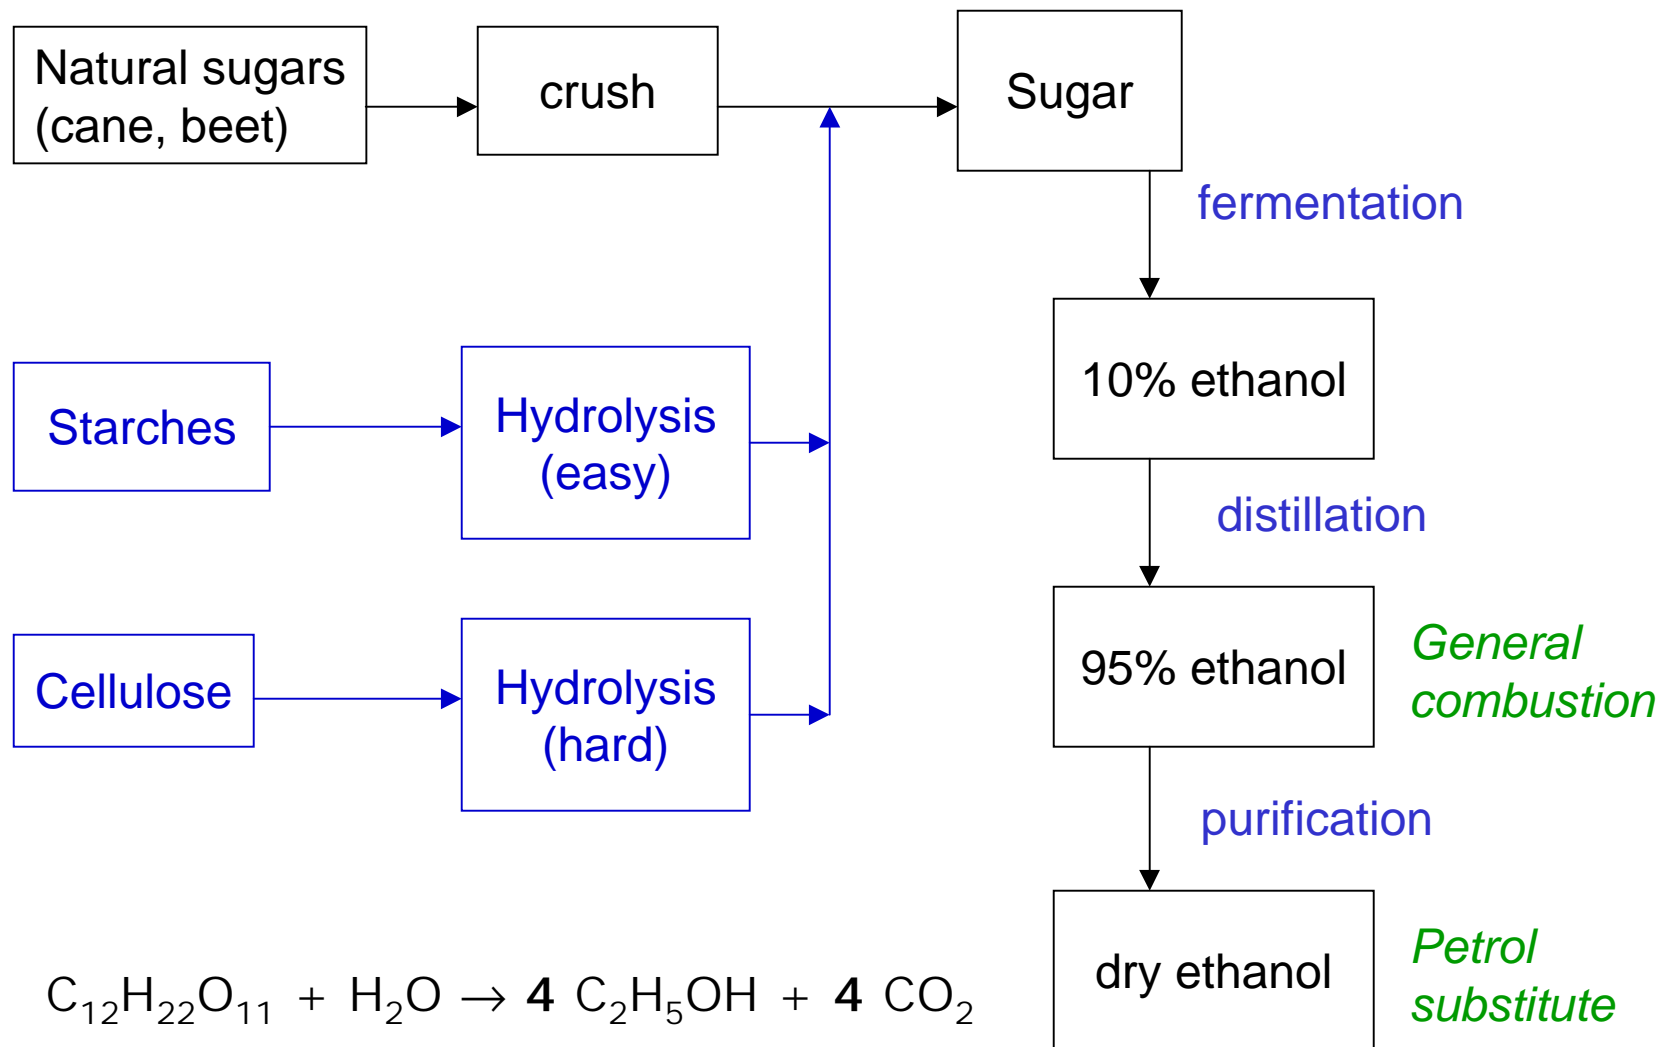 Natural sugars
(cane, beet)
crush
Sugar
fermentation
10% ethanol
Starches
Hydrolysis
(easy)
distillation
Cellulose
Hydrolysis
(hard)
95% ethanol
General
combustion
purification
dry ethanol
Petrol
substitute
C₁₂H₂₂O₁₁ + H₂O → 4 C₂H₅OH + 4 CO₂